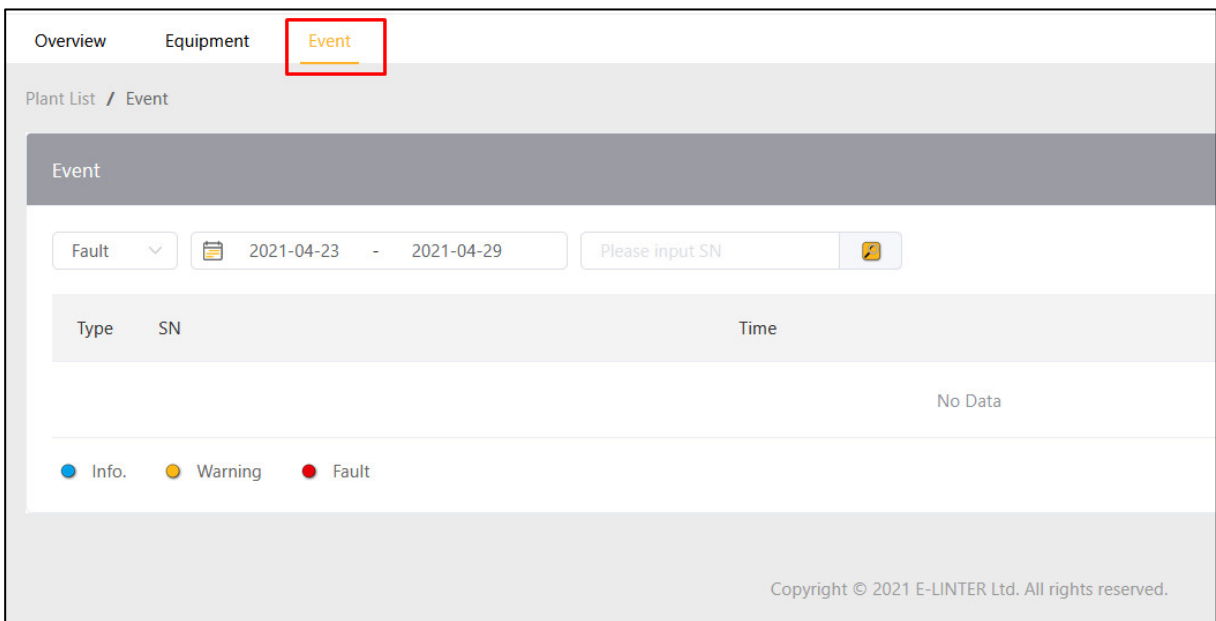 Overview Equipment Event
Plant List / Event
Event
Fault 2021-04-23 - 2021-04-29 Please input SN
Type SN Time
No Data
Info. Warning Fault
Copyright © 2021 E-LINTER Ltd. All rights reserved.